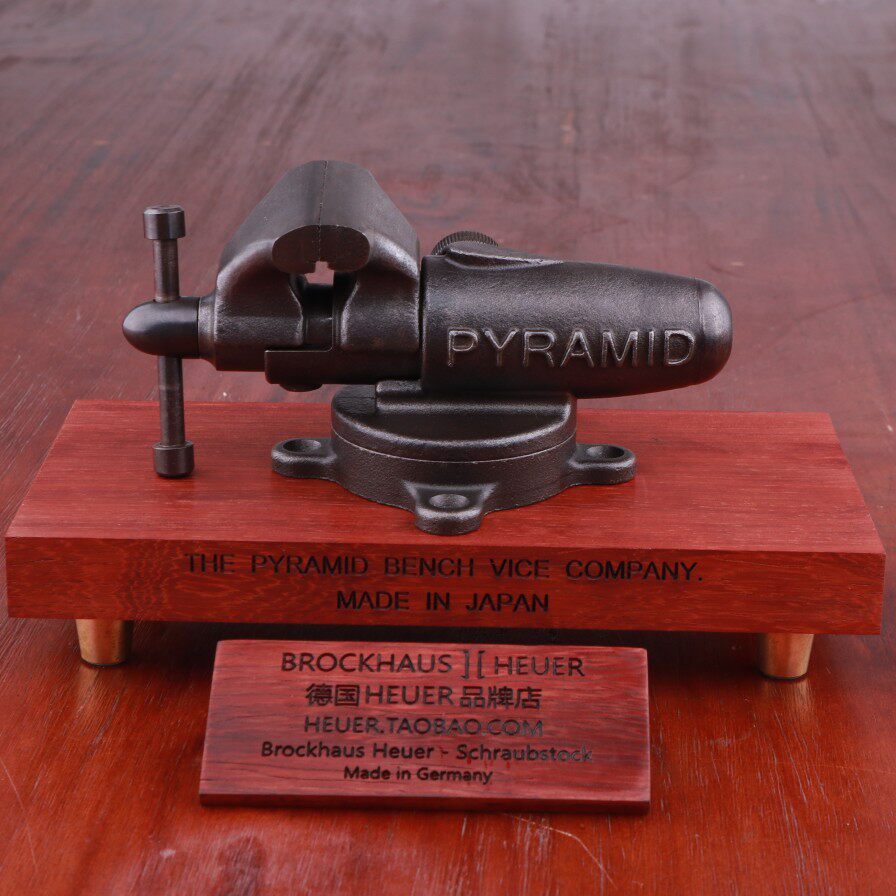 PYRAMID
THE PYRAMID BENCH VICE COMPANY.
MADE IN JAPAN
BROCKHAUS ][ HEUER
德国HEUER品牌店
HEUER.TAOBAO.COM
Brockhaus Heuer - Schraubstock
Made in Germany